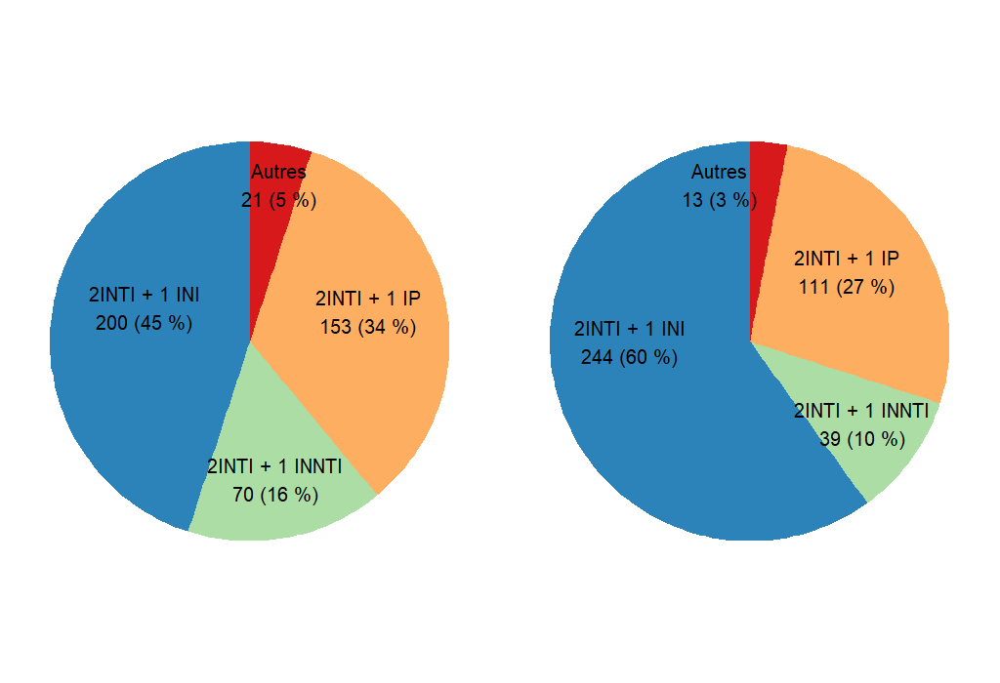 Autres
21 (5 %)
2INTI + 1 INI
200 (45 %)
2INTI + 1 IP
153 (34 %)
2INTI + 1 INNTI
70 (16 %)
Autres
13 (3 %)
2INTI + 1 IP
111 (27 %)
2INTI + 1 INI
244 (60 %)
2INTI + 1 INNTI
39 (10 %)